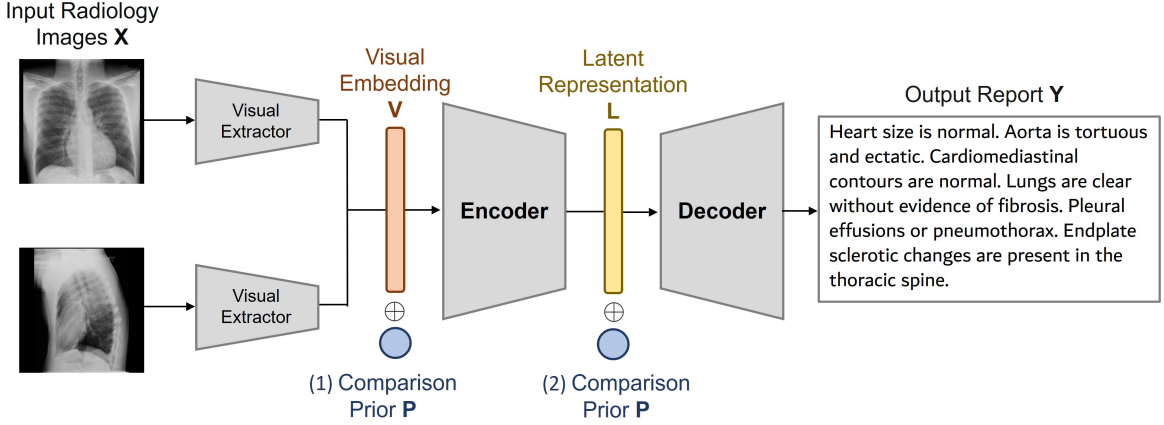 Input Radiology
Images X
Visual
Extractor
Visual
Extractor
Visual
Embedding
V
(1) Comparison
Prior P
Encoder
Latent
Representation
L
(2) Comparison
Prior P
Decoder
Output Report Y
Heart size is normal. Aorta is tortuous
and ectatic. Cardiomediastinal
contours are normal. Lungs are clear
without evidence of fibrosis. Pleural
effusions or pneumothorax. Endplate
sclerotic changes are present in the
thoracic spine.